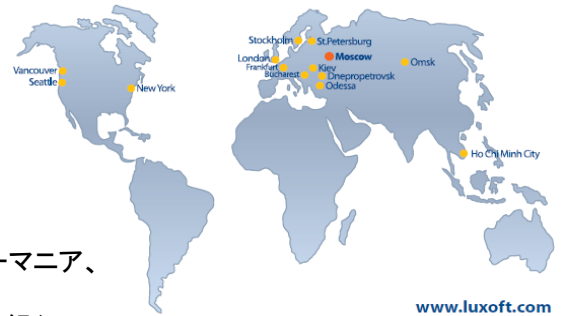 Stockholm
St.Petersburg
London
Moscow
Omsk
Frankfurt
Kiev
Bucharest
Dnepropetrovsk
Odessa
Vancouver
Seattle
New York
Ho Chi Minh City
ーマニア、
www.luxoft.com